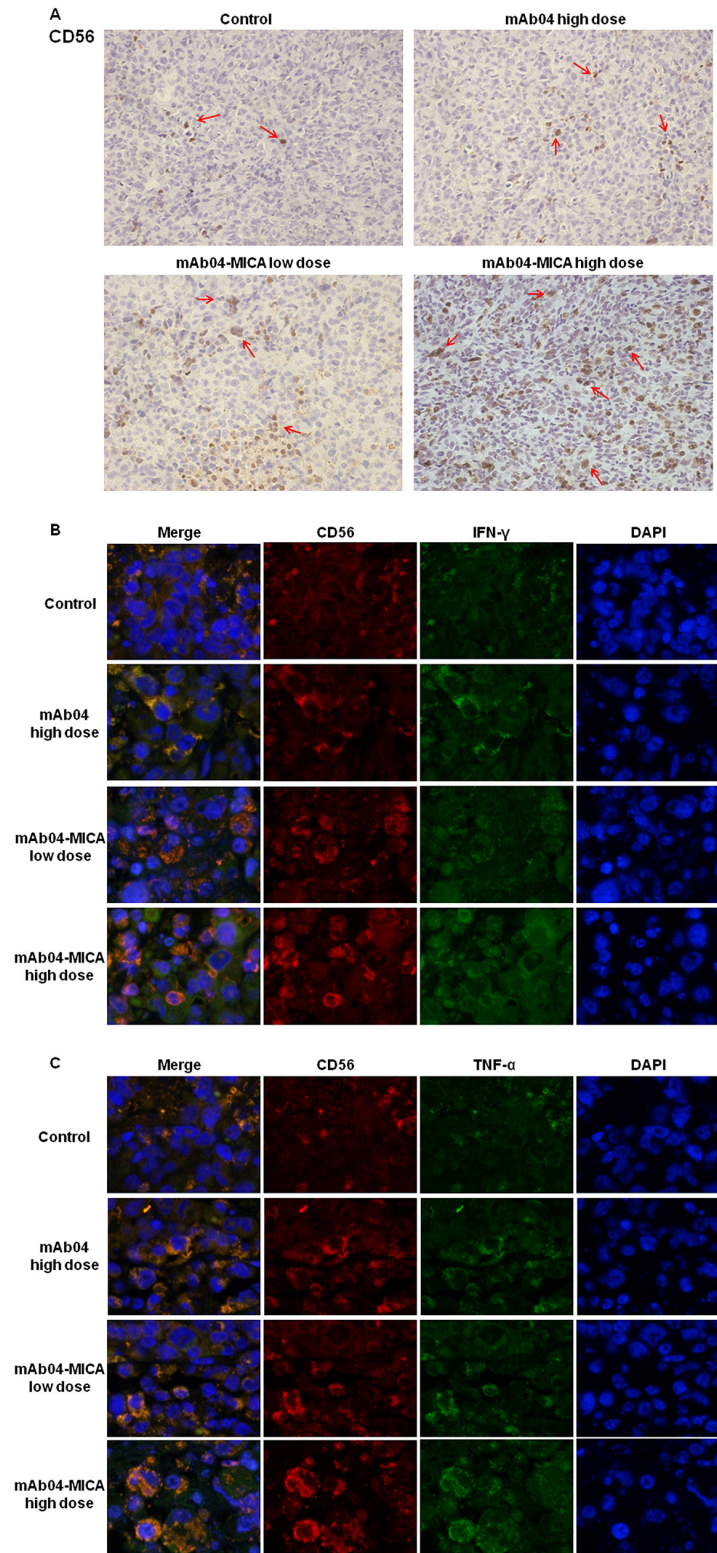 A
CD56
Control
mAb04 high dose
mAb04-MICA low dose
mAb04-MICA high dose
B
Merge
CD56
IFN-γ
DAPI
Control
mAb04
high dose
mAb04-MICA
low dose
mAb04-MICA
high dose
C
Merge
CD56
TNF-α
DAPI
Control
mAb04
high dose
mAb04-MICA
low dose
mAb04-MICA
high dose